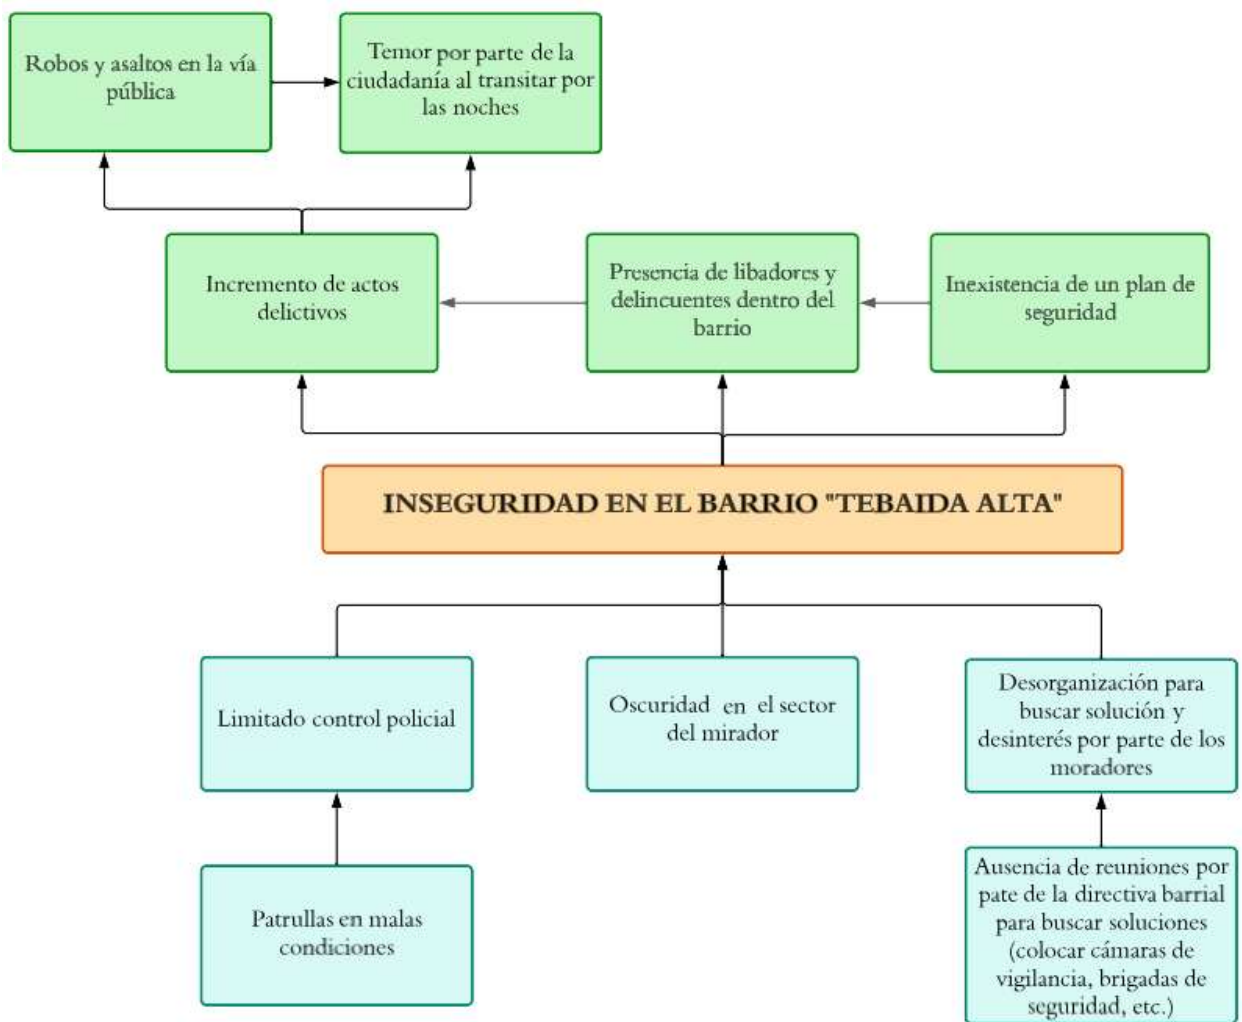 Robos y asaltos en la vía
pública
Temor por parte de la
ciudadanía al transitar por
las noches
Incremento de actos
delictivos
Presencia de libadores y
delincuentes dentro del
barrio
Inexistencia de un plan de
seguridad
INSEGURIDAD EN EL BARRIO "TEBAIDA ALTA"
Limitado control policial
Oscuridad en el sector
del mirador
Desorganización para
buscar solución y
desinterés por parte de los
moradores
Patrullas en malas
condiciones
Ausencia de reuniones por
pate de la directiva barrial
para buscar soluciones
(colocar cámaras de
vigilancia, brigadas de
seguridad, etc.)